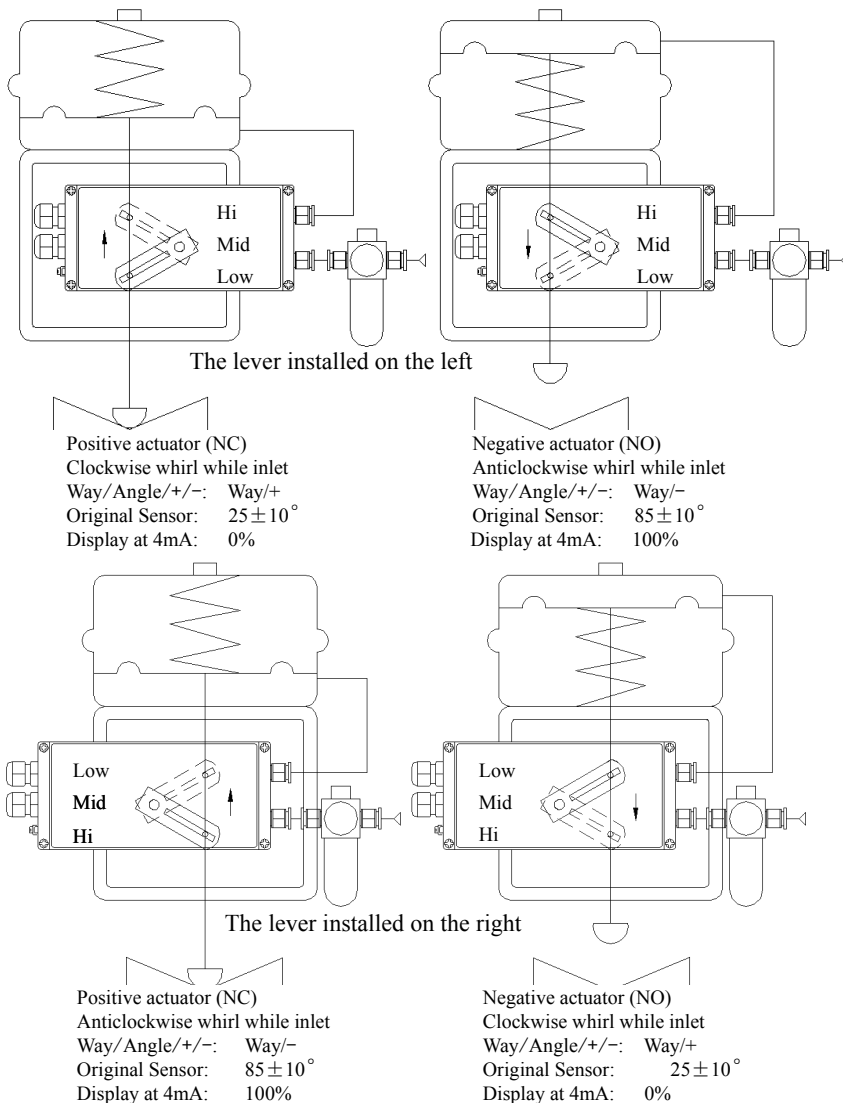 Hi
Mid
Low
Hi
Mid
Low
The lever installed on the left
Positive actuator (NC)
Clockwise whirl while inlet
Way/Angle/+/−: Way/+
Original Sensor: 25±10°
Display at 4mA: 0%
Negative actuator (NO)
Anticlockwise whirl while inlet
Way/Angle/+/−: Way/−
Original Sensor: 85±10°
Display at 4mA: 100%
Low
Mid
Hi
Low
Mid
Hi
The lever installed on the right
Positive actuator (NC)
Anticlockwise whirl while inlet
Way/Angle/+/−: Way/−
Original Sensor: 85±10°
Display at 4mA: 100%
Negative actuator (NO)
Clockwise whirl while inlet
Way/Angle/+/−: Way/+
Original Sensor: 25±10°
Display at 4mA: 0%